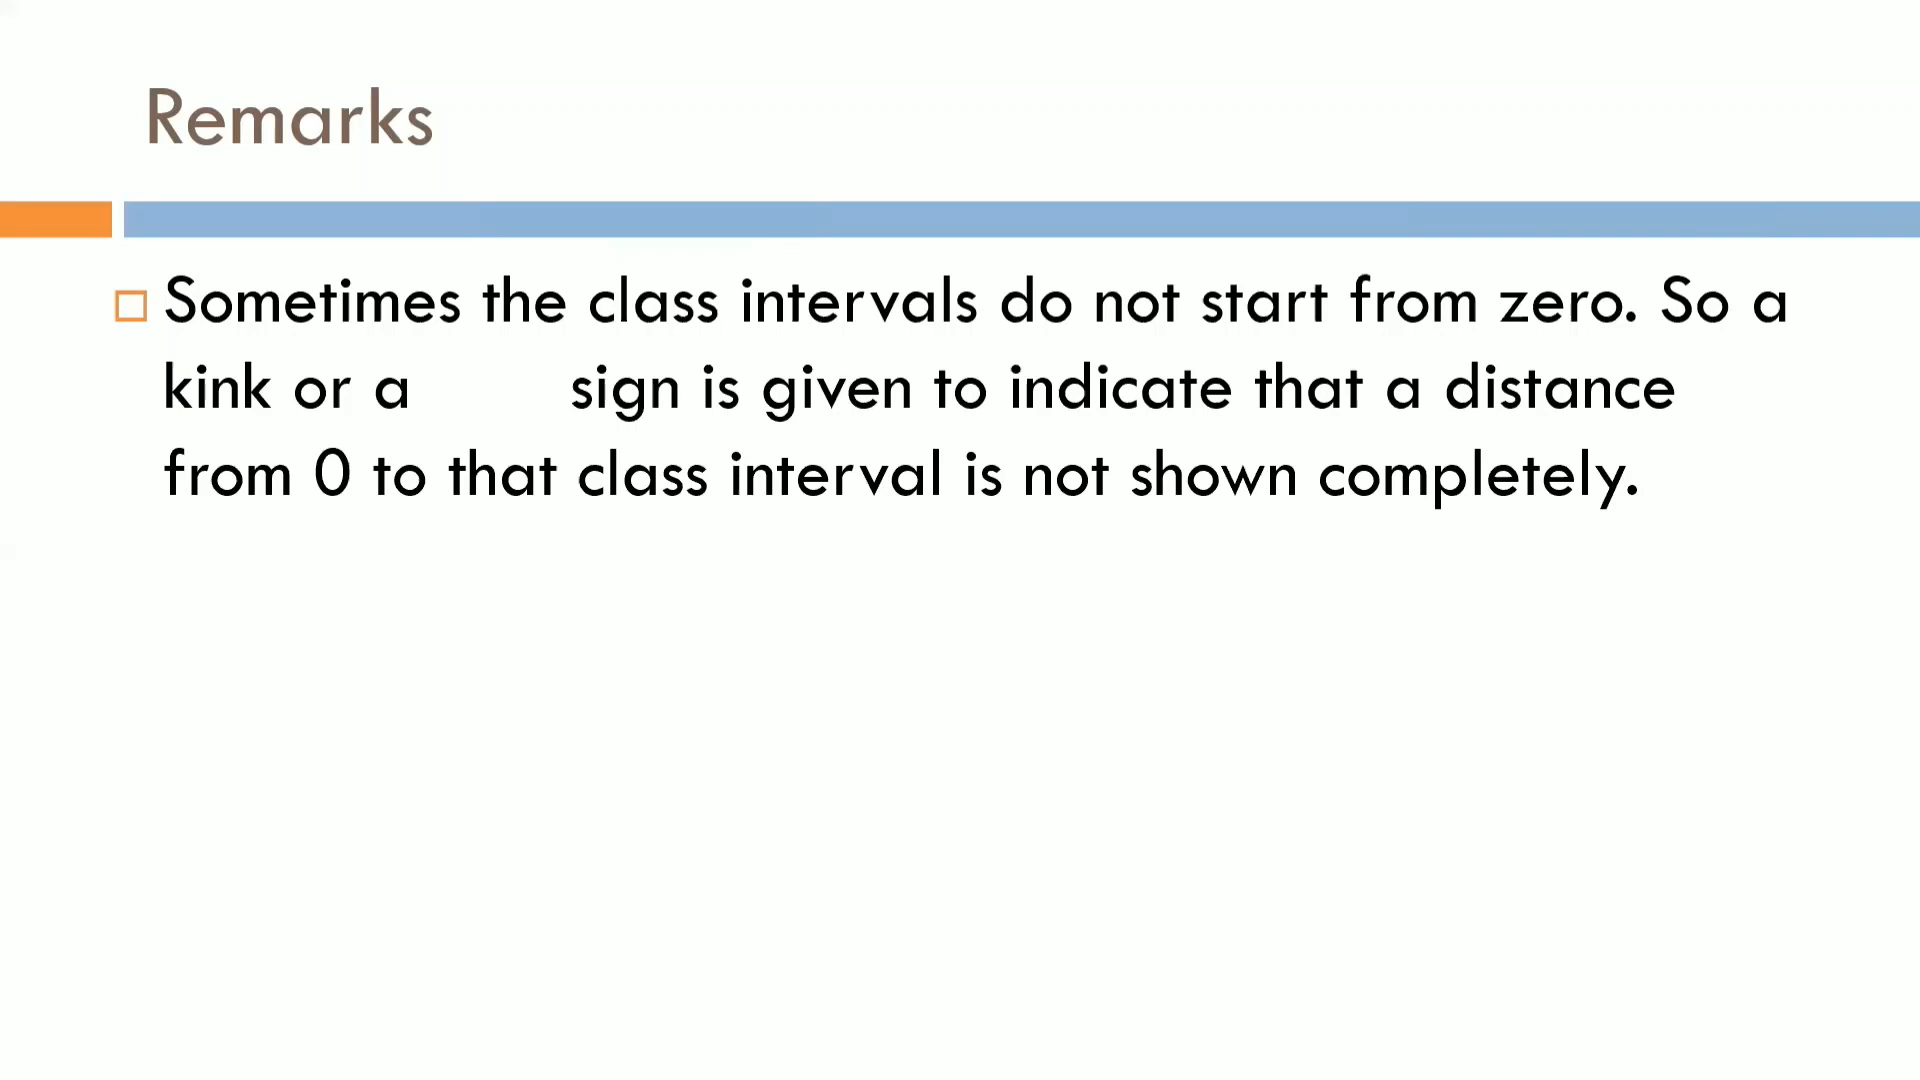 Remarks
Sometimes the class intervals do not start from zero. So a
kink or a sign is given to indicate that a distance
from 0 to that class interval is not shown completely.